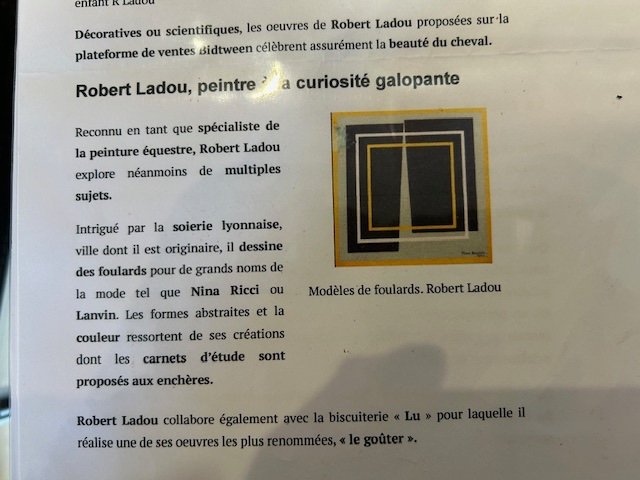 enfant R Ladou
Décoratives ou scientifiques, les oeuvres de Robert Ladou proposées sur la
plateforme de ventes Bidtween célèbrent assurément la beauté du cheval.
Robert Ladou, peintre a curiosité galopante
Reconnu en tant que spécialiste de
la peinture équestre, Robert Ladou
explore néanmoins de multiples
sujets.
Intrigué par la soierie lyonnaise,
ville dont il est originaire, il dessine
des foulards pour de grands noms de
la mode tel que Nina Ricci ou
Lanvin. Les formes abstraites et la
couleur ressortent de ses créations
dont les carnets d'étude sont
proposés aux enchères.
Modèles de foulards. Robert Ladou
Robert Ladou collabore également avec la biscuiterie « Lu » pour laquelle il
réalise une de ses oeuvres les plus renommées, « le goûter ».